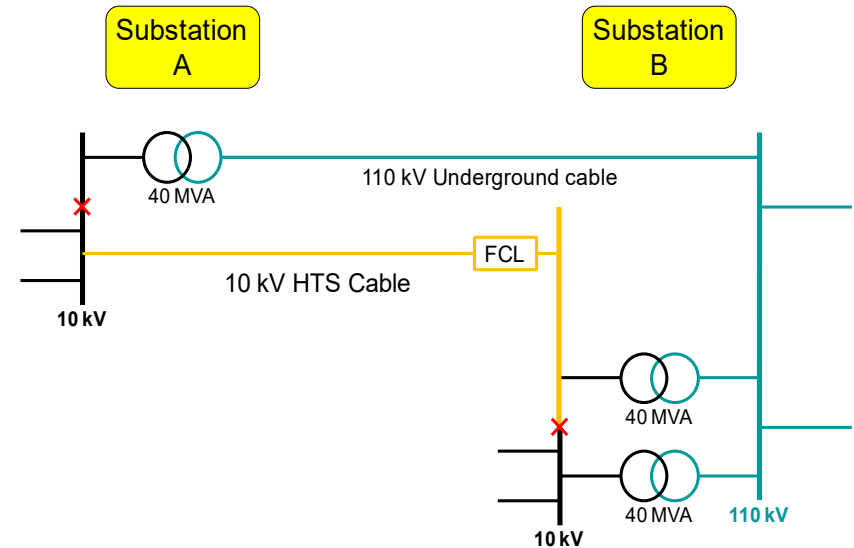 Substation
A
Substation
B
40 MVA
110 kV Underground cable
FCL
10 kV HTS Cable
10 kV
40 MVA
40 MVA
110 kV
10 kV